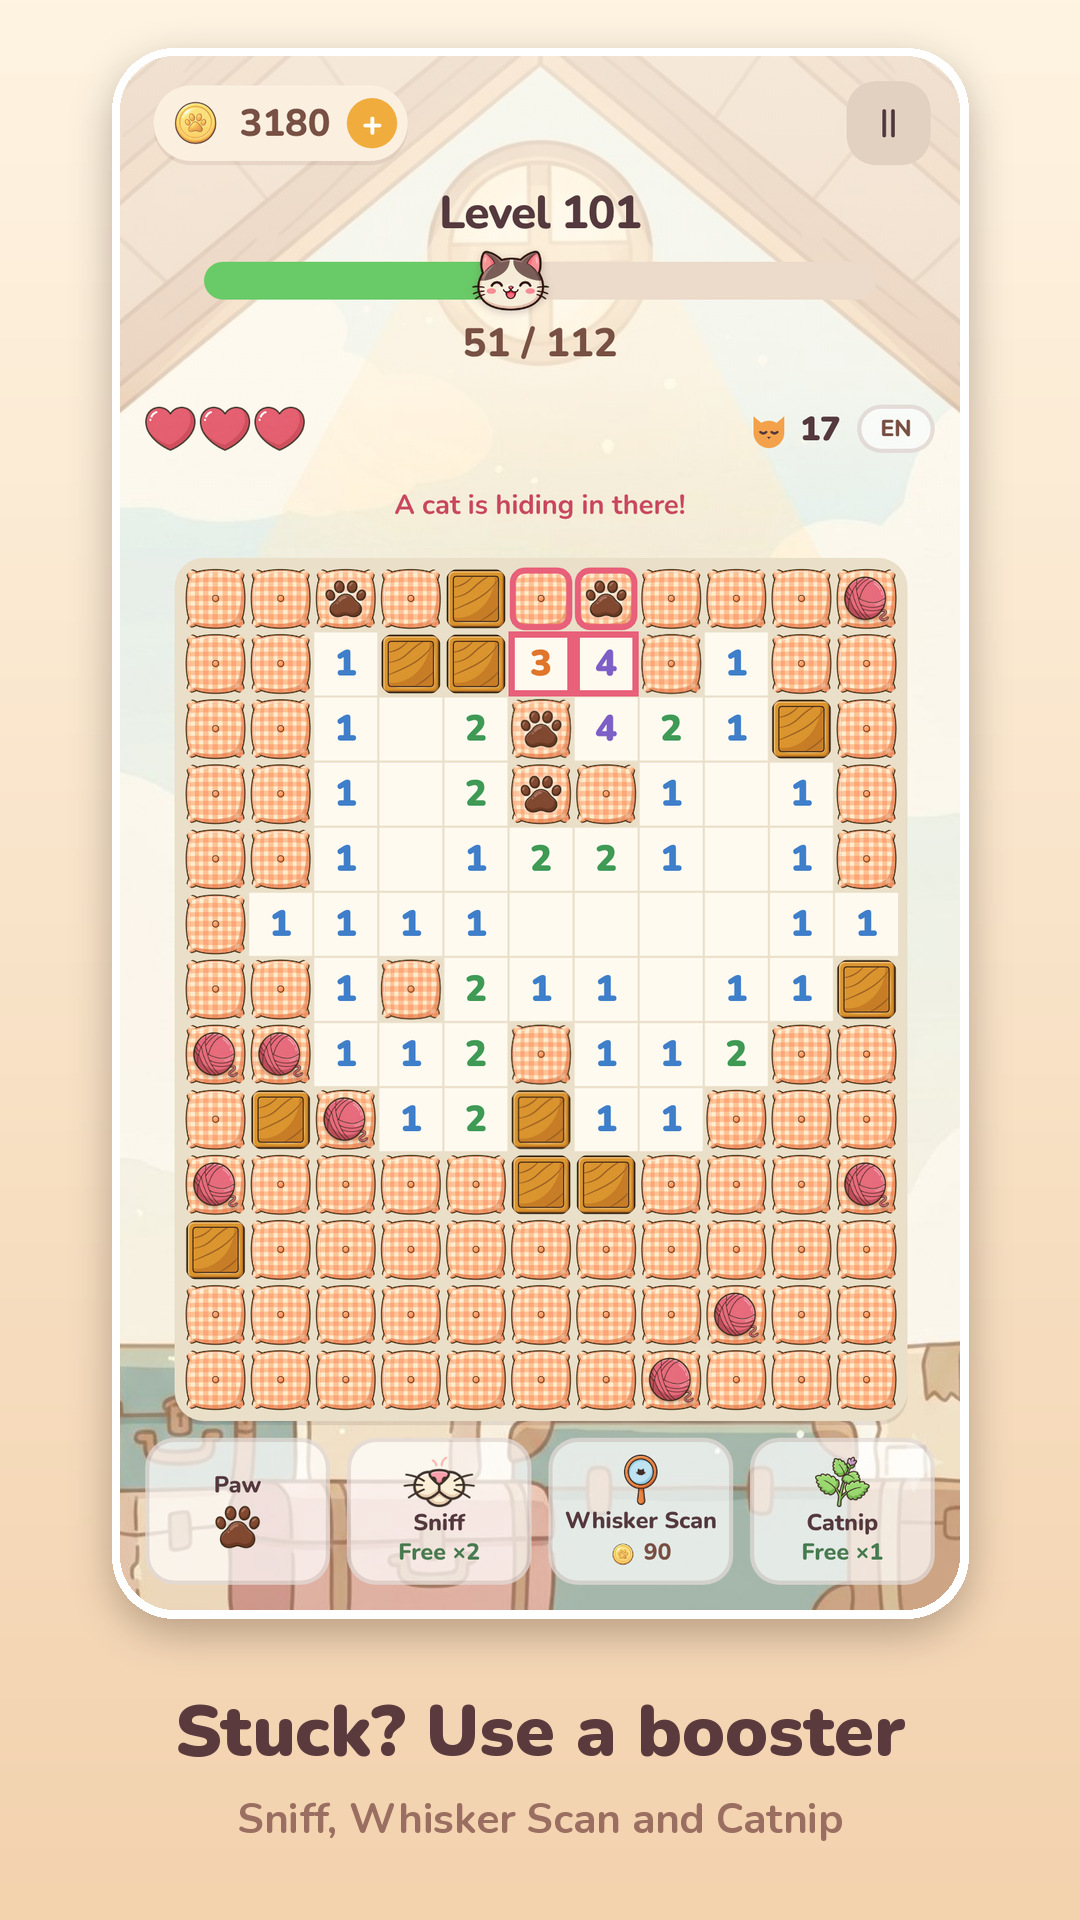 3180 +
Level 101
51 / 112
17 EN
A cat is hiding in there!
1 3 4 1
1 2 4 2 1
1 2 1 1
1 1 2 2 1 1
1 1 1 1 1 1
1 2 1 1 1 1
1 1 2 1 1 2
1 2 1 1
Paw
Sniff
Free ×2
Whisker Scan
90
Catnip
Free ×1
Stuck? Use a booster
Sniff, Whisker Scan and Catnip